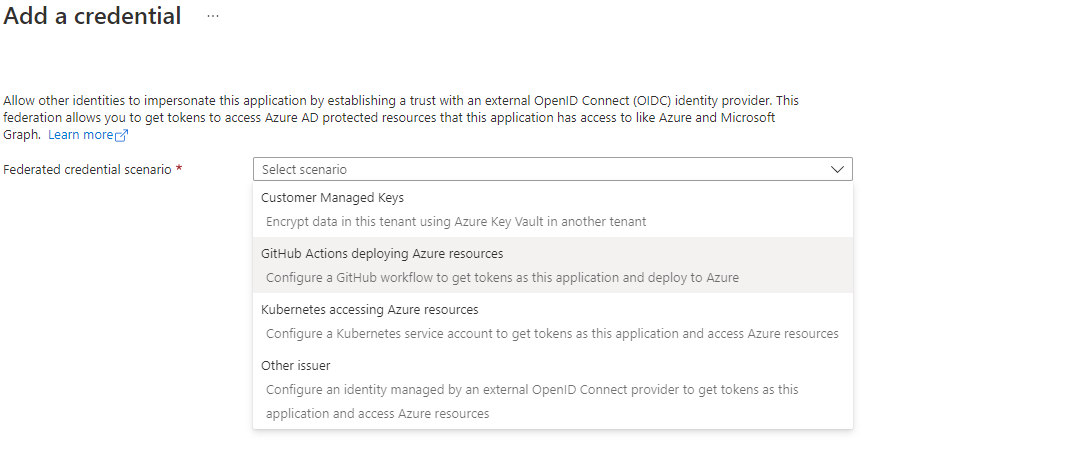 Add a credential ...
Allow other identities to impersonate this application by establishing a trust with an external OpenID Connect (OIDC) identity provider. This
federation allows you to get tokens to access Azure AD protected resources that this application has access to like Azure and Microsoft
Graph. Learn more
Federated credential scenario *
Select scenario
Customer Managed Keys
Encrypt data in this tenant using Azure Key Vault in another tenant
GitHub Actions deploying Azure resources
Configure a GitHub workflow to get tokens as this application and deploy to Azure
Kubernetes accessing Azure resources
Configure a Kubernetes service account to get tokens as this application and access Azure resources
Other issuer
Configure an identity managed by an external OpenID Connect provider to get tokens as this
application and access Azure resources